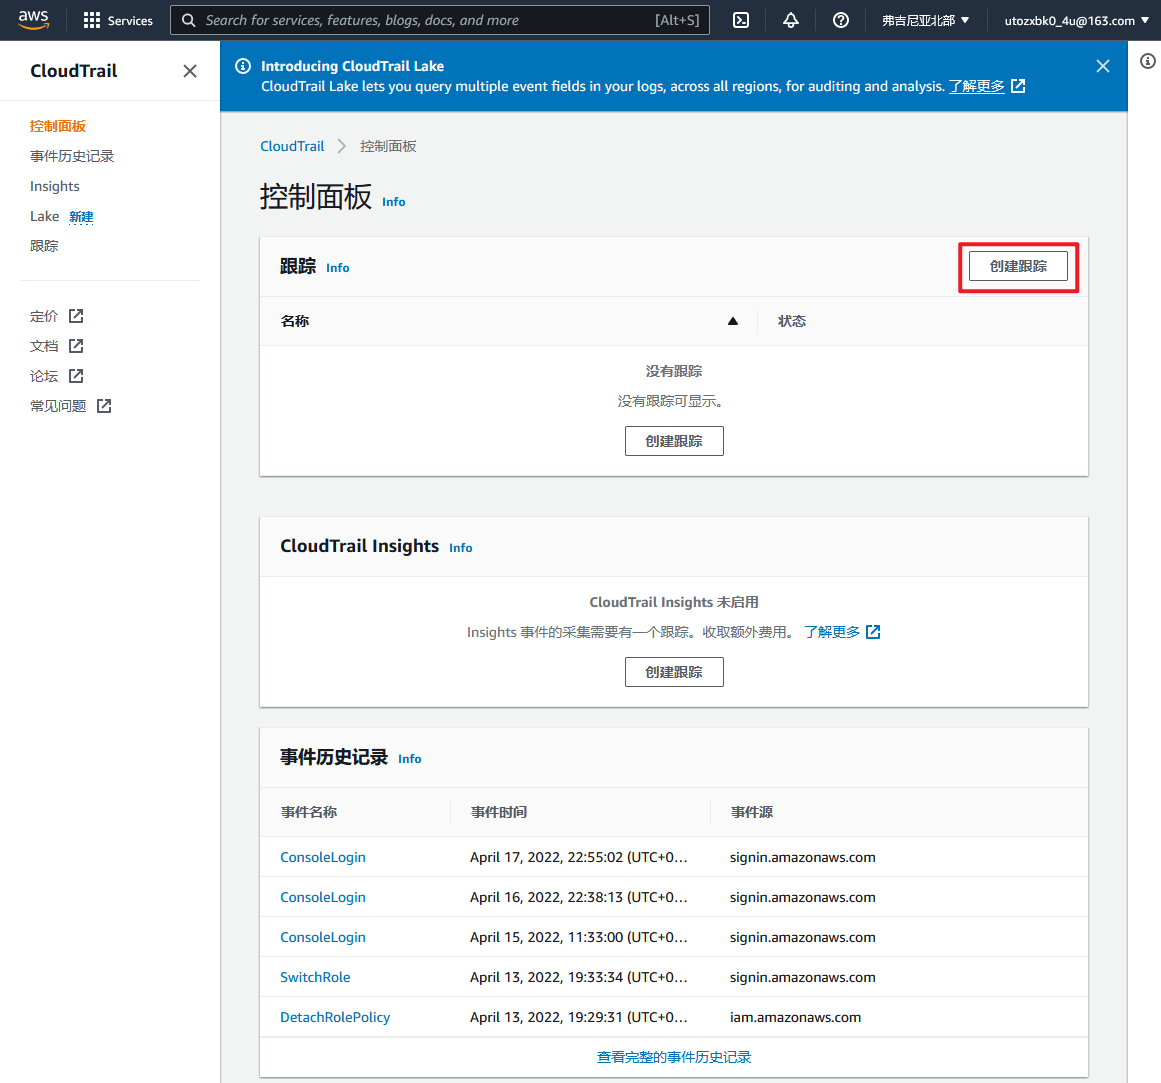 aws
Services
Search for services, features, blogs, docs, and more
[Alt+S]
弗吉尼亚北部
utozxbk0_4u@163.com
CloudTrail
控制面板
事件历史记录
Insights
Lake 新建
跟踪
定价
文档
论坛
常见问题
Introducing CloudTrail Lake
CloudTrail Lake lets you query multiple event fields in your logs, across all regions, for auditing and analysis. 了解更多
CloudTrail 控制面板
控制面板 Info
跟踪 Info
创建跟踪
名称 状态
没有跟踪
没有跟踪可显示。
创建跟踪
CloudTrail Insights Info
CloudTrail Insights 未启用
Insights 事件的采集需要有一个跟踪。收取额外费用。 了解更多
创建跟踪
事件历史记录 Info
事件名称 事件时间 事件源
ConsoleLogin April 17, 2022, 22:55:02 (UTC+0… signin.amazonaws.com
ConsoleLogin April 16, 2022, 22:38:13 (UTC+0… signin.amazonaws.com
ConsoleLogin April 15, 2022, 11:33:00 (UTC+0… signin.amazonaws.com
SwitchRole April 13, 2022, 19:33:34 (UTC+0… signin.amazonaws.com
DetachRolePolicy April 13, 2022, 19:29:31 (UTC+0… iam.amazonaws.com
查看完整的事件历史记录